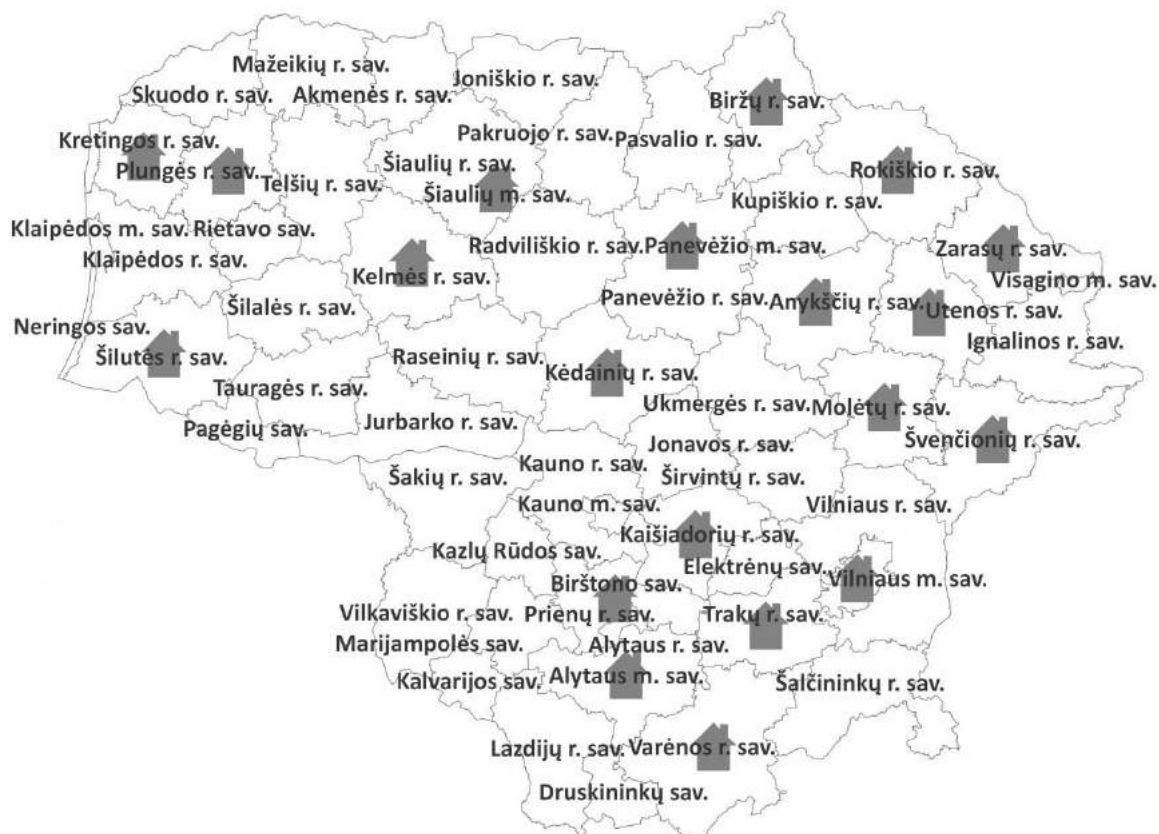 Mažeikių r. sav.
Joniškio r. sav.
Skuodo r. sav.
Akmenės r. sav.
Biržų r. sav.
Kretingos r. sav.
Pakruojo r. sav.
Pasvalio r. sav.
Plungės r. sav.
Šiaulių r. sav.
Rokiškio r. sav.
Telšių r. sav.
Šiaulių m. sav.
Kupiškio r. sav.
Klaipėdos m. sav.
Rietavo sav.
Radviliškio r. sav.
Panevėžio m. sav.
Zarasų r. sav.
Klaipėdos r. sav.
Kelmės r. sav.
Visagino m. sav.
Šilalės r. sav.
Panevėžio r. sav.
Anykščių r. sav.
Utenos r. sav.
Neringos sav.
Ignalinos r. sav.
Šilutės r. sav.
Raseinių r. sav.
Kėdainių r. sav.
Tauragės r. sav.
Ukmergės r. sav.
Molėtų r. sav.
Pagėgių sav.
Jurbarko r. sav.
Jonavos r. sav.
Švenčionių r. sav.
Šakių r. sav.
Kauno r. sav.
Širvintų r. sav.
Kauno m. sav.
Vilniaus r. sav.
Kaišiadorių r. sav.
Kazlų Rūdos sav.
Elektrėnų sav.
Birštono sav.
Vilniaus m. sav.
Vilkaviškio r. sav.
Prienų r. sav.
Trakų r. sav.
Marijampolės sav.
Alytaus r. sav.
Kalvarijos sav.
Alytaus m. sav.
Šalčininkų r. sav.
Lazdijų r. sav.
Varėnos r. sav.
Druskininkų sav.